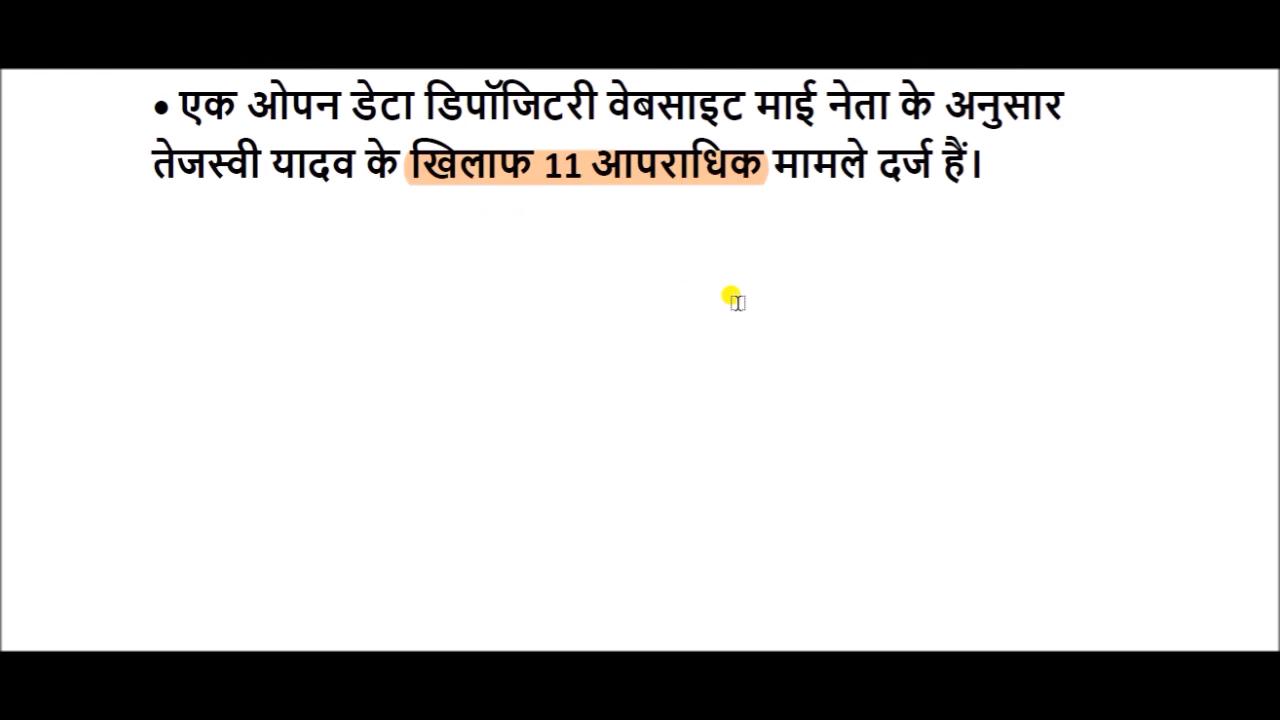 • एक ओपन डेटा डिपॉजिटरी वेबसाइट माई नेता के अनुसार
तेजस्वी यादव के खिलाफ 11 आपराधिक मामले दर्ज हैं।